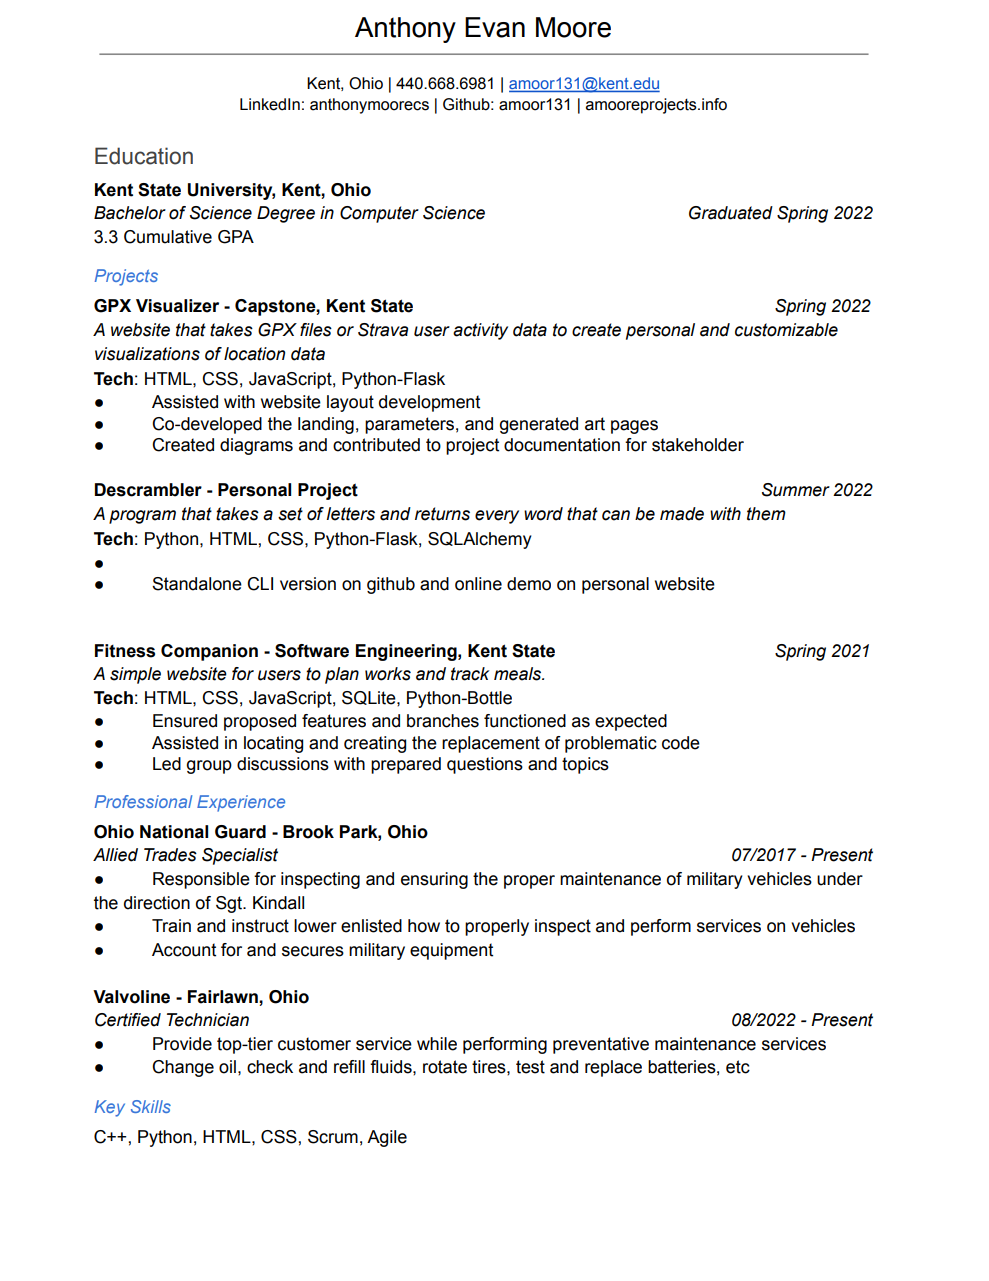 Anthony Evan Moore
Kent, Ohio | 440.668.6981 | amoor131@kent.edu
LinkedIn: anthonymoorecs | Github: amoor131 | amooreprojects.info
Education
Kent State University, Kent, Ohio
Bachelor of Science Degree in Computer Science Graduated Spring 2022
3.3 Cumulative GPA
Projects
GPX Visualizer - Capstone, Kent State Spring 2022
A website that takes GPX files or Strava user activity data to create personal and customizable
visualizations of location data
Tech: HTML, CSS, JavaScript, Python-Flask
● Assisted with website layout development
● Co-developed the landing, parameters, and generated art pages
● Created diagrams and contributed to project documentation for stakeholder
Descrambler - Personal Project Summer 2022
A program that takes a set of letters and returns every word that can be made with them
Tech: Python, HTML, CSS, Python-Flask, SQLAlchemy
●
● Standalone CLI version on github and online demo on personal website
Fitness Companion - Software Engineering, Kent State Spring 2021
A simple website for users to plan works and track meals.
Tech: HTML, CSS, JavaScript, SQLite, Python-Bottle
● Ensured proposed features and branches functioned as expected
● Assisted in locating and creating the replacement of problematic code
● Led group discussions with prepared questions and topics
Professional Experience
Ohio National Guard - Brook Park, Ohio
Allied Trades Specialist 07/2017 - Present
● Responsible for inspecting and ensuring the proper maintenance of military vehicles under
the direction of Sgt. Kindall
● Train and instruct lower enlisted how to properly inspect and perform services on vehicles
● Account for and secures military equipment
Valvoline - Fairlawn, Ohio
Certified Technician 08/2022 - Present
● Provide top-tier customer service while performing preventative maintenance services
● Change oil, check and refill fluids, rotate tires, test and replace batteries, etc
Key Skills
C++, Python, HTML, CSS, Scrum, Agile